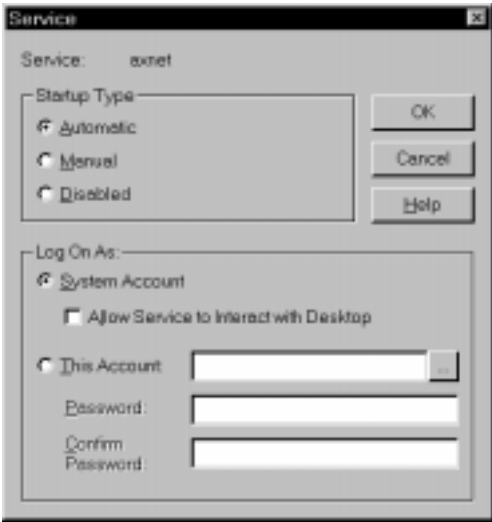 Service
Service: axnet
Startup Type
Automatic
Manual
Disabled
OK
Cancel
Help
Log On As:
System Account
Allow Service to Interact with Desktop
This Account
...
Password:
Confirm
Password: